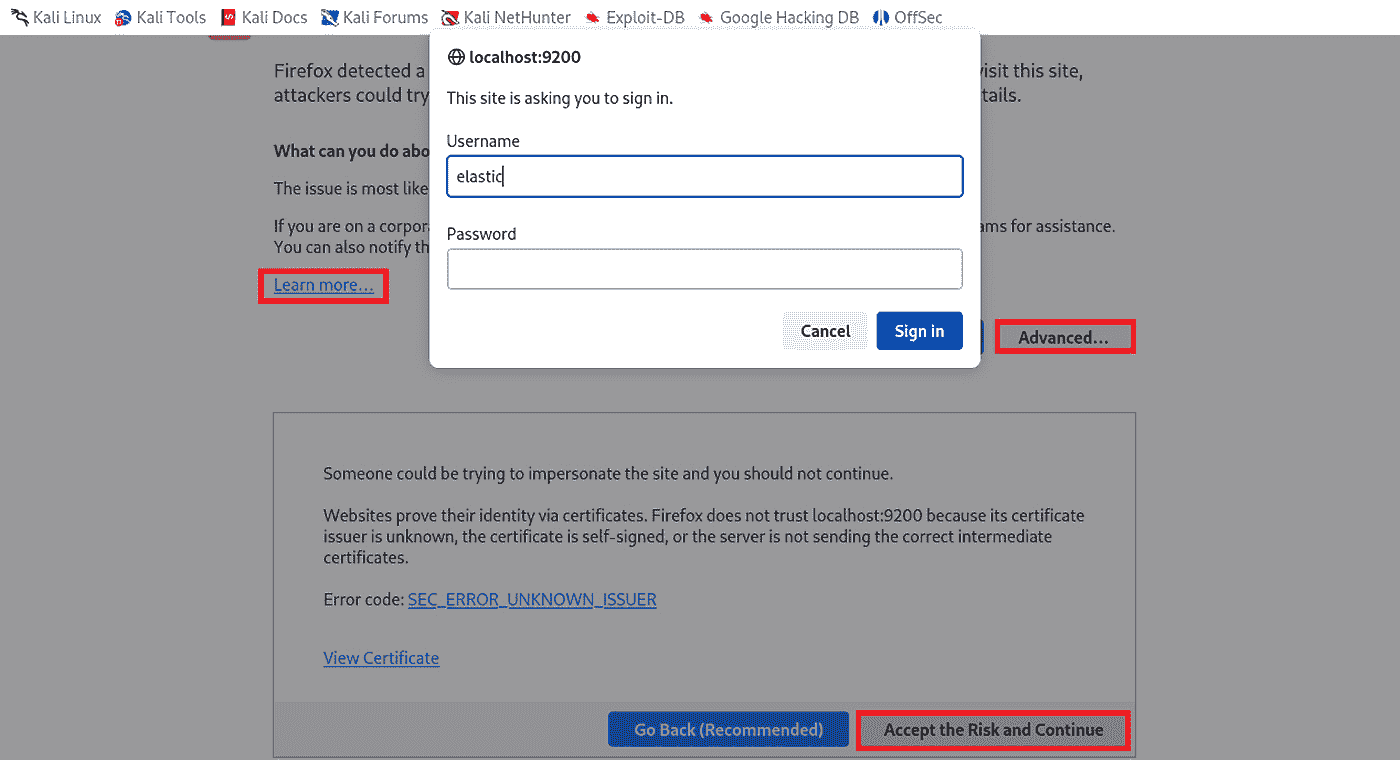 Kali Linux Kali Tools Kali Docs Kali Forums Kali NetHunter Exploit-DB Google Hacking DB OffSec
localhost:9200
This site is asking you to sign in.
Username
elastic
Password
Cancel Sign in
Firefox detected a visit this site,
attackers could try tails.
What can you do abo
The issue is most like
If you are on a corpora ams for assistance.
You can also notify th
Learn more…
Advanced…
Someone could be trying to impersonate the site and you should not continue.
Websites prove their identity via certificates. Firefox does not trust localhost:9200 because its certificate
issuer is unknown, the certificate is self-signed, or the server is not sending the correct intermediate
certificates.
Error code: SEC_ERROR_UNKNOWN_ISSUER
View Certificate
Go Back (Recommended) Accept the Risk and Continue